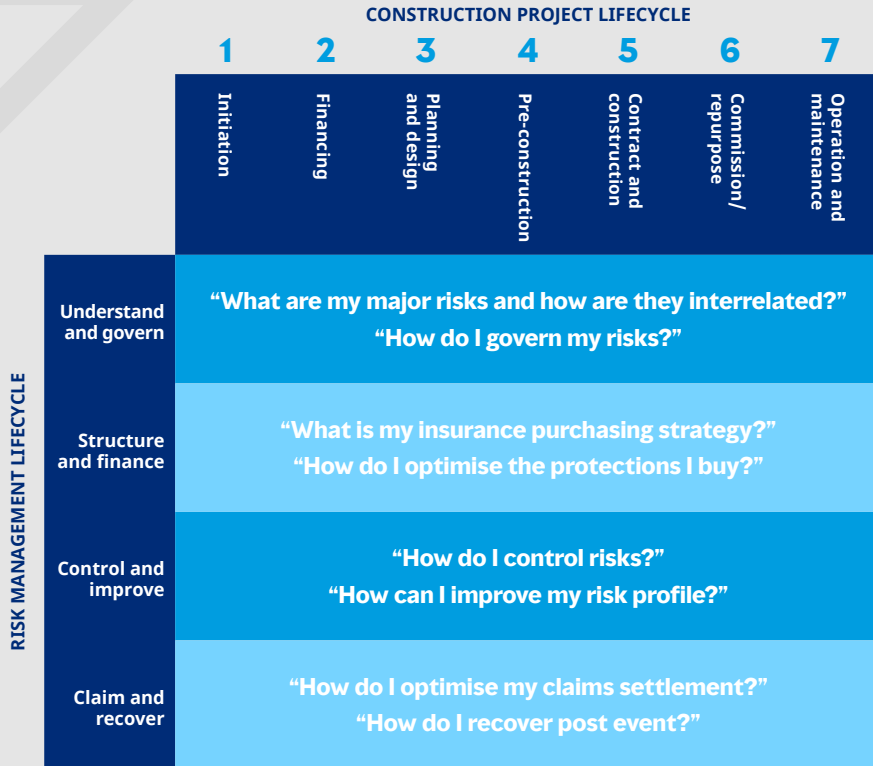 CONSTRUCTION PROJECT LIFECYCLE
1
2
3
4
5
6
7
Initiation
Financing
Planning
and design
Pre-construction
Contract and
construction
Commission/
repurpose
Operation and
maintenance
RISK MANAGEMENT LIFECYCLE
Understand
and govern
“What are my major risks and how are they interrelated?”
“How do I govern my risks?”
Structure
and finance
“What is my insurance purchasing strategy?”
“How do I optimise the protections I buy?”
Control and
improve
“How do I control risks?”
“How can I improve my risk profile?”
Claim and
recover
“How do I optimise my claims settlement?”
“How do I recover post event?”